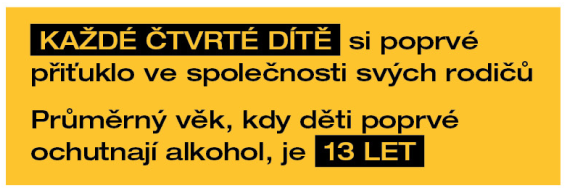 KAŽDÉ ČTVRTÉ DÍTĚ si poprvé
přiťuklo ve společnosti svých rodičů
Průměrný věk, kdy děti poprvé
ochutnají alkohol, je 13 LET